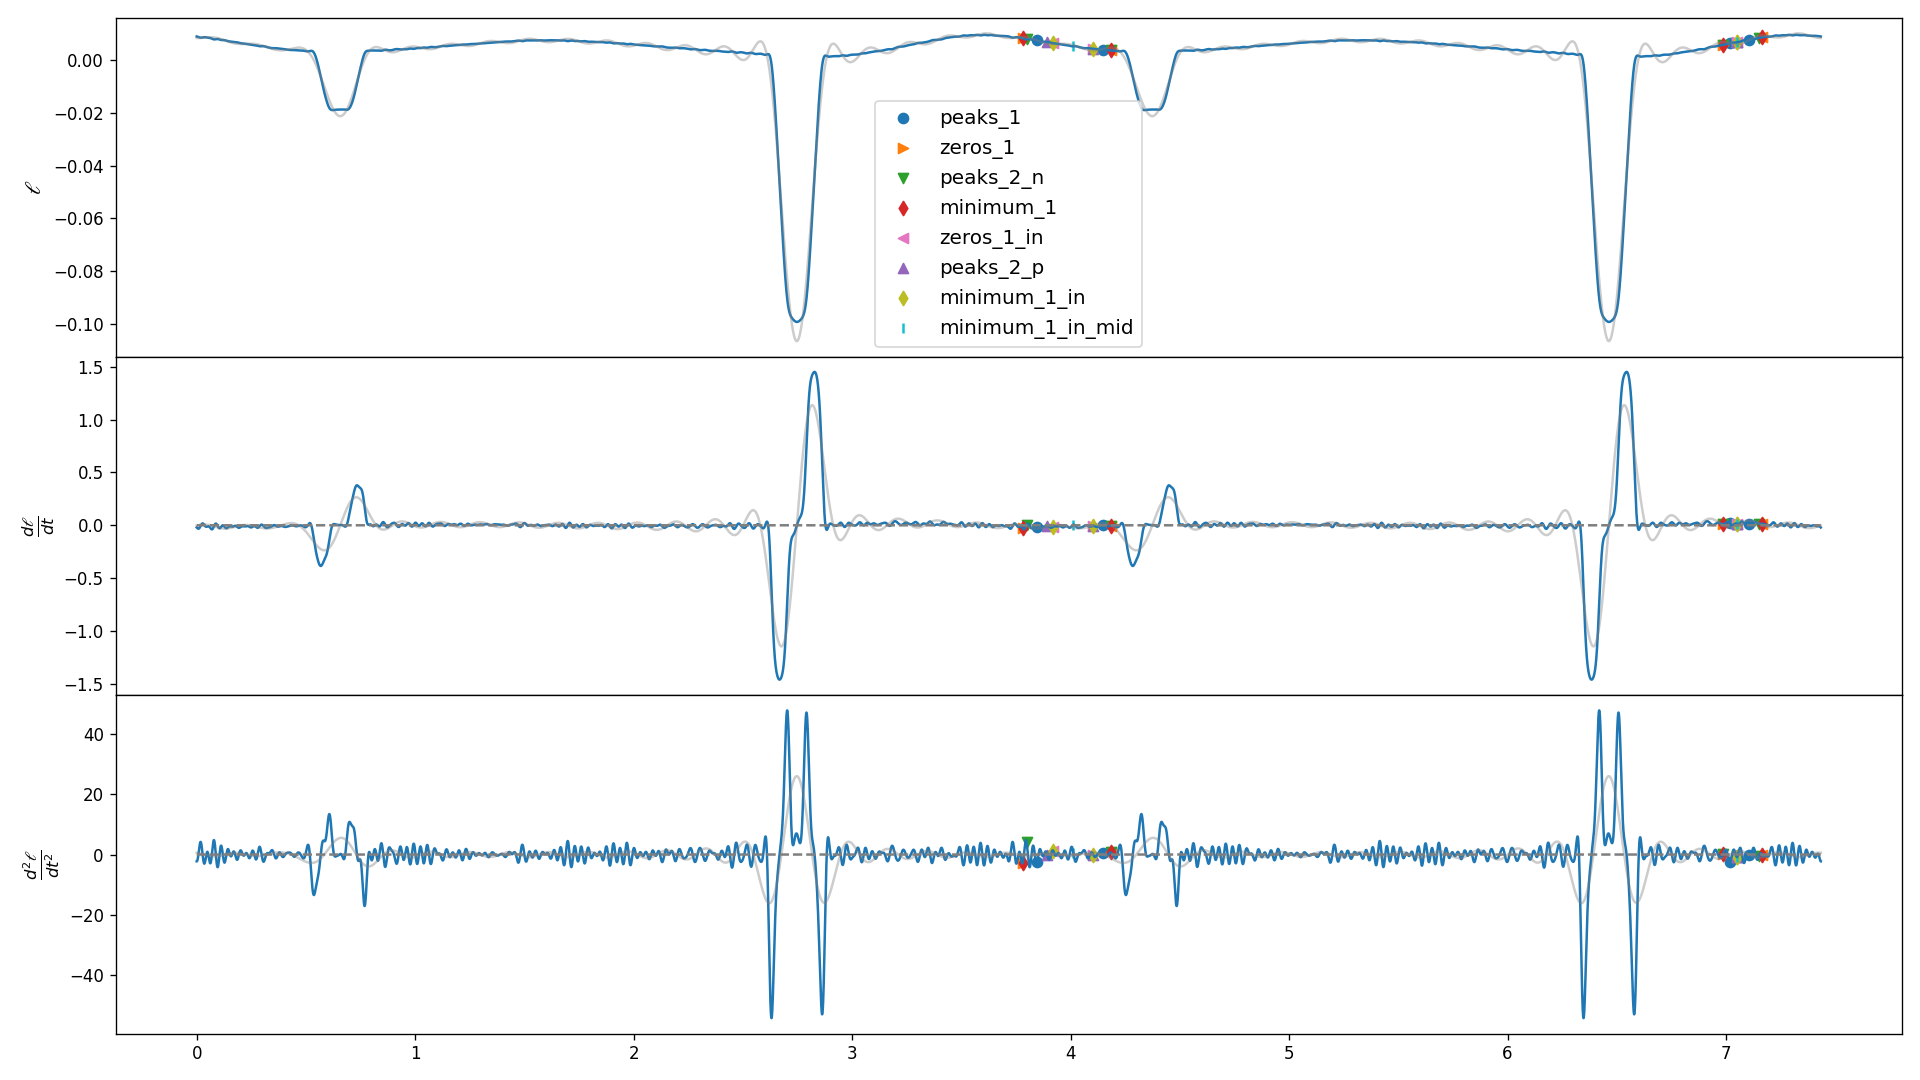 0.00
−0.02
−0.04
−0.06
−0.08
−0.10
ℓ
peaks_1
zeros_1
peaks_2_n
minimum_1
zeros_1_in
peaks_2_p
minimum_1_in
minimum_1_in_mid
1.5
1.0
0.5
0.0
−0.5
−1.0
−1.5
dℓ
dt
40
20
0
−20
−40
d²ℓ
dt²
0 1 2 3 4 5 6 7